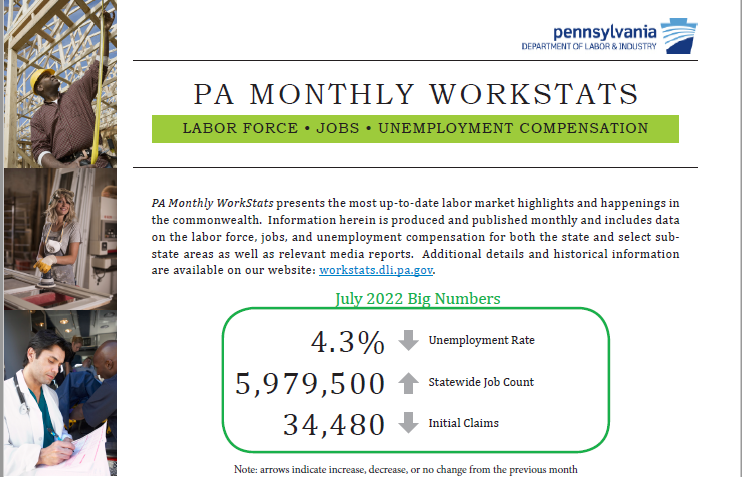 pennsylvania
DEPARTMENT OF LABOR & INDUSTRY
PA MONTHLY WORKSTATS
LABOR FORCE • JOBS • UNEMPLOYMENT COMPENSATION
PA Monthly WorkStats presents the most up-to-date labor market highlights and happenings in
the commonwealth. Information herein is produced and published monthly and includes data
on the labor force, jobs, and unemployment compensation for both the state and select sub-
state areas as well as relevant media reports. Additional details and historical information
are available on our website: workstats.dli.pa.gov.
July 2022 Big Numbers
4.3% Unemployment Rate
5,979,500 Statewide Job Count
34,480 Initial Claims
Note: arrows indicate increase, decrease, or no change from the previous month